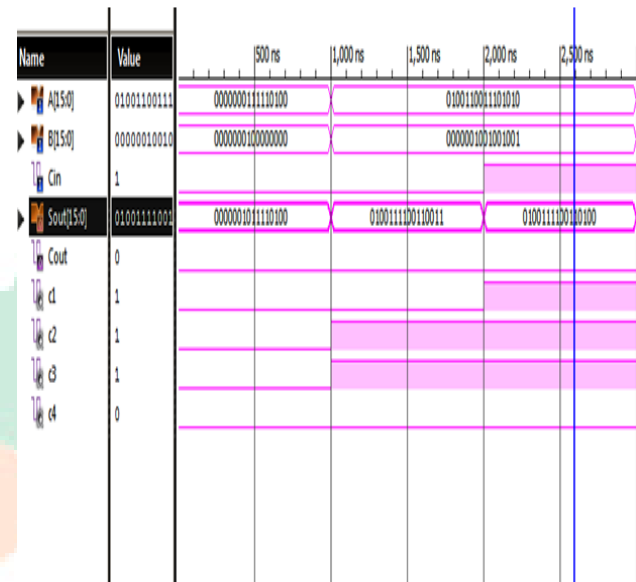 Name Value 500 ns 1,000 ns 1,500 ns 2,000 ns 2,500 ns
A[15:0] 01001100111 0000000111110100 0100110011101010
B[15:0] 00000010010 0000000100000000 0000001001001001
Cin 1
Sout[15:0] 01001111001 0000001011110100 0100111100110011 0100111100110100
Cout 0
c1 1
c2 1
c3 1
c4 0